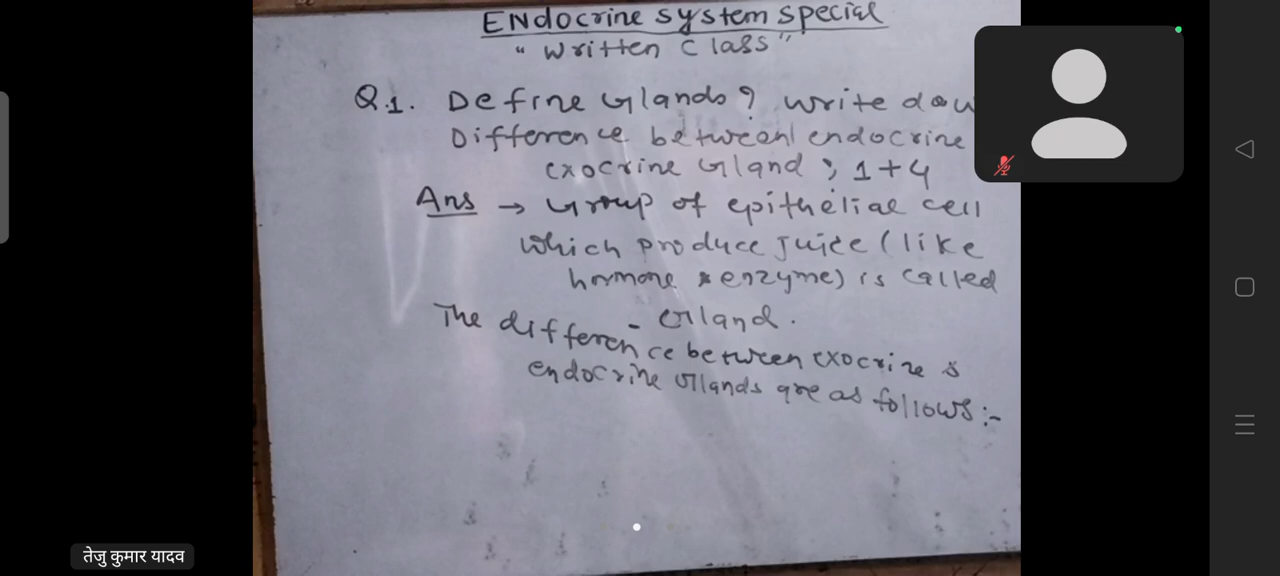 ENdocrine system special
"Written Class"
Q.1. Define Glands? write dow
Difference between endocrine
exocrine Gland; 1+4
Ans → Group of epithelial cell
which produce juice (like
hormone & enzyme) is called
- Gland.
The difference between exocrine &
endocrine Glands are as follows:-
तेजु कुमार यादव